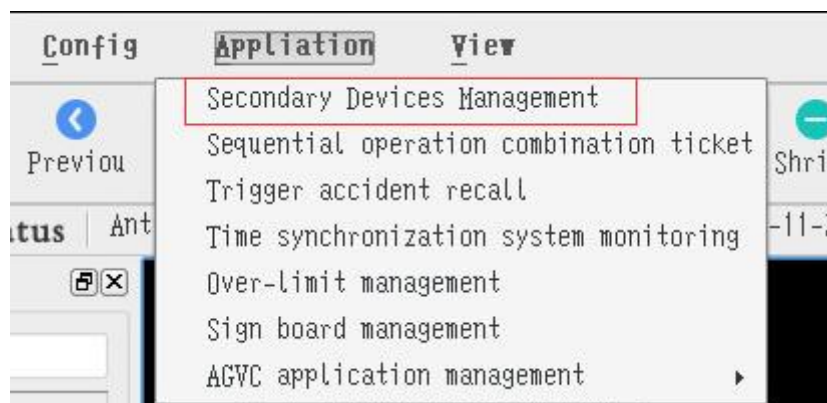 Config Appliation View
Secondary Devices Management
Previou
Sequential operation combination ticket
Shri
Trigger accident recall
tus Ant
Time synchronization system monitoring
-11-
Over-limit management
Sign board management
AGVC application management